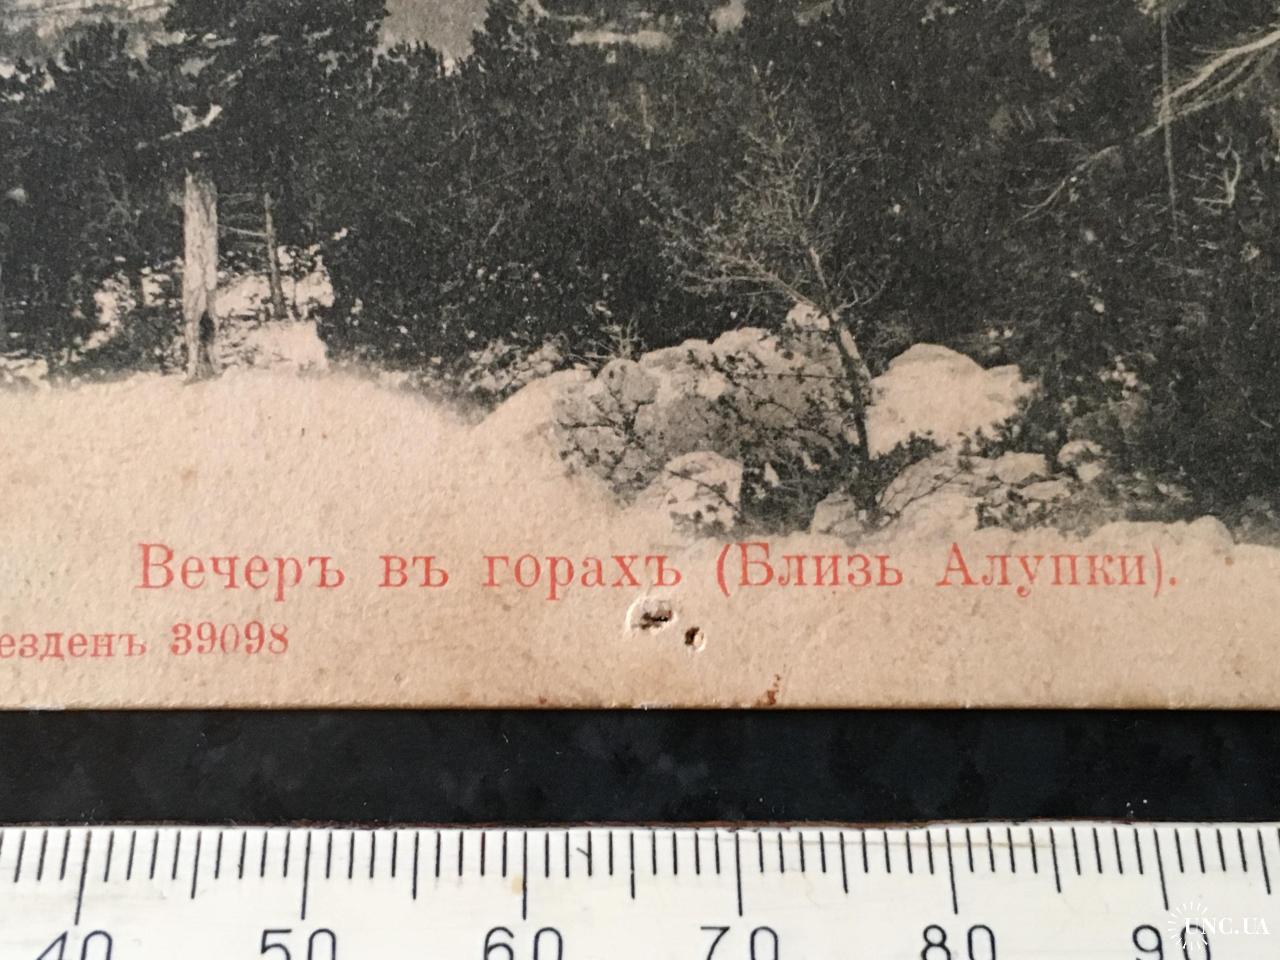 Вечеръ въ горахъ (Близь Алупки).
езденъ 39098
40 50 60 70 80 90
UNC.UA